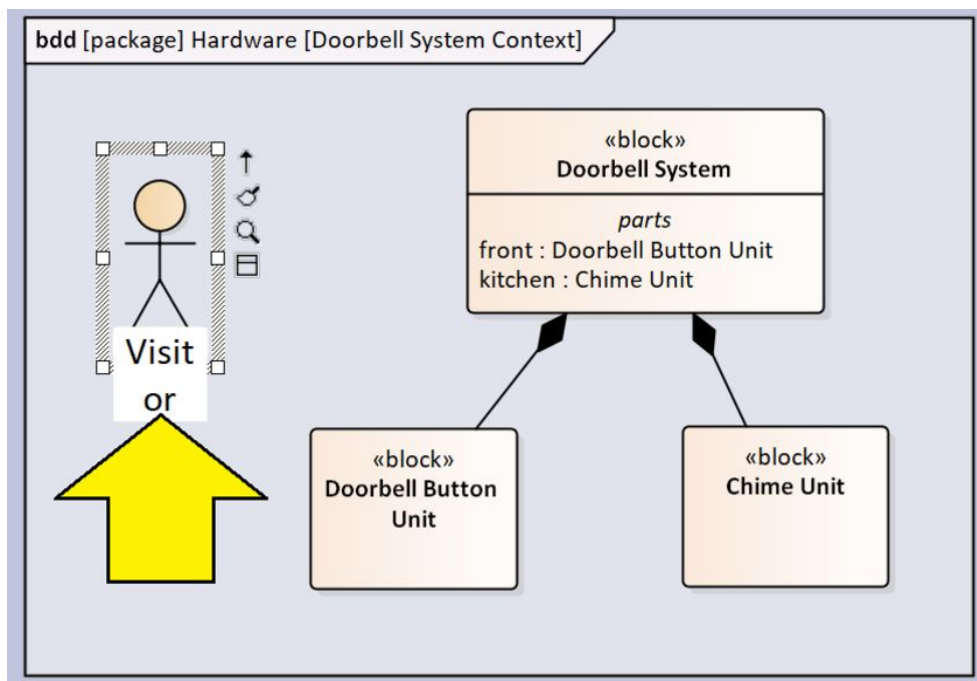 bdd [package] Hardware [Doorbell System Context]
«block»
Doorbell System
parts
front : Doorbell Button Unit
kitchen : Chime Unit
Visit
or
«block»
Doorbell Button
Unit
«block»
Chime Unit